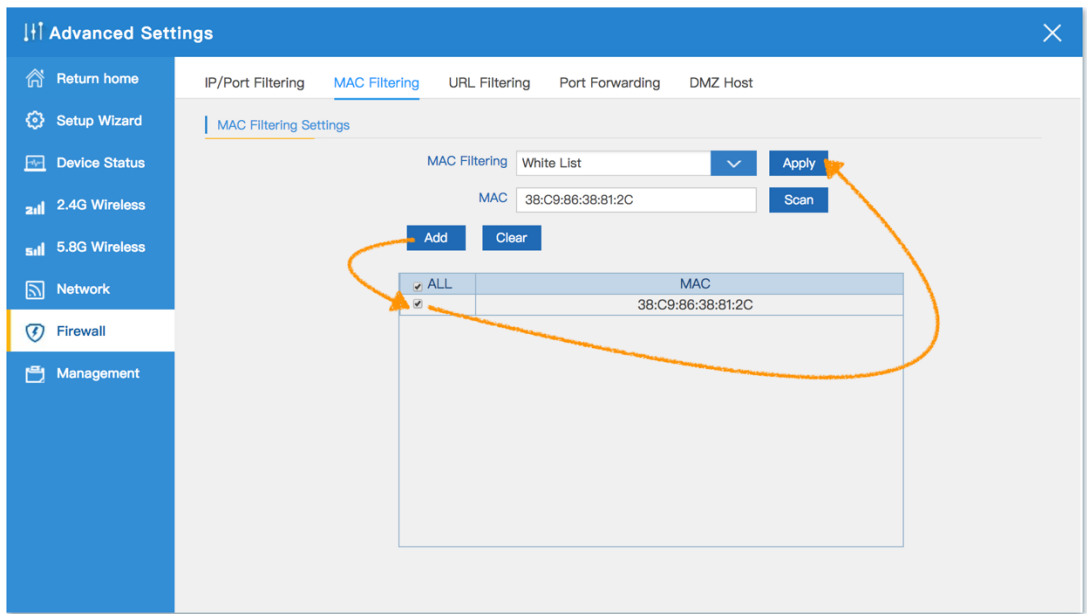 Advanced Settings
Return home
Setup Wizard
Device Status
2.4G Wireless
5.8G Wireless
Network
Firewall
Management
IP/Port Filtering MAC Filtering URL Filtering Port Forwarding DMZ Host
MAC Filtering Settings
MAC Filtering White List Apply
MAC 38:C9:86:38:81:2C Scan
Add Clear
ALL MAC
38:C9:86:38:81:2C